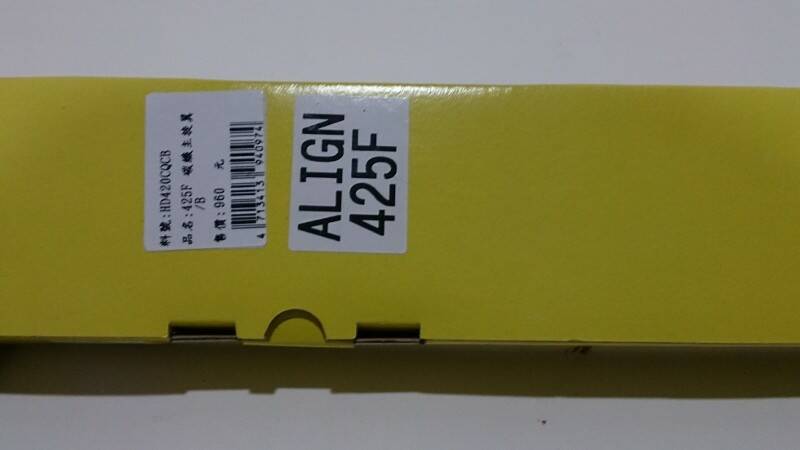 料號:HD420CQCB
品名:425F 碳纖主旋翼
/B
售價:960 元
4 713413 940974
ALIGN
425F